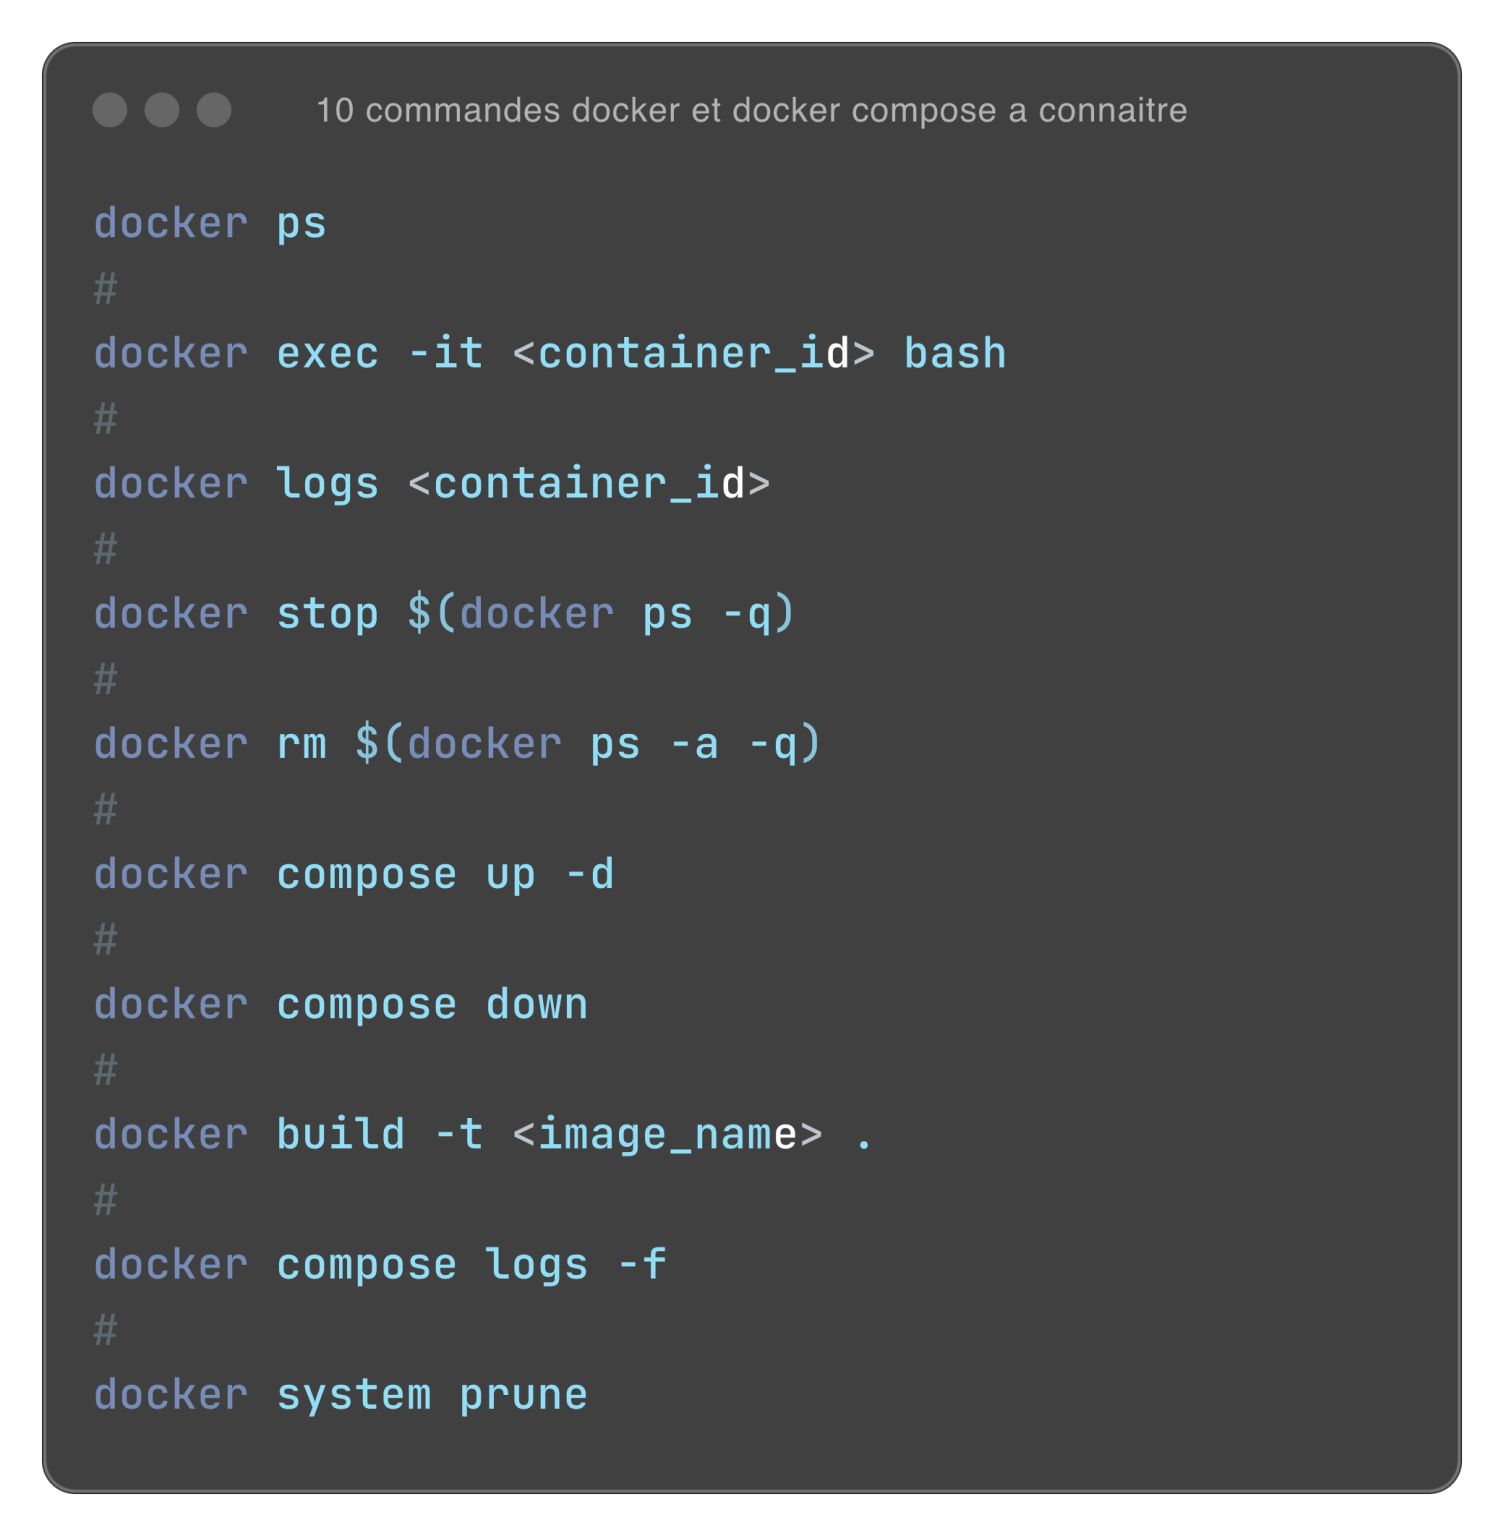 10 commandes docker et docker compose a connaitre
docker ps
#
docker exec -it <container_id> bash
#
docker logs <container_id>
#
docker stop $(docker ps -q)
#
docker rm $(docker ps -a -q)
#
docker compose up -d
#
docker compose down
#
docker build -t <image_name> .
#
docker compose logs -f
#
docker system prune